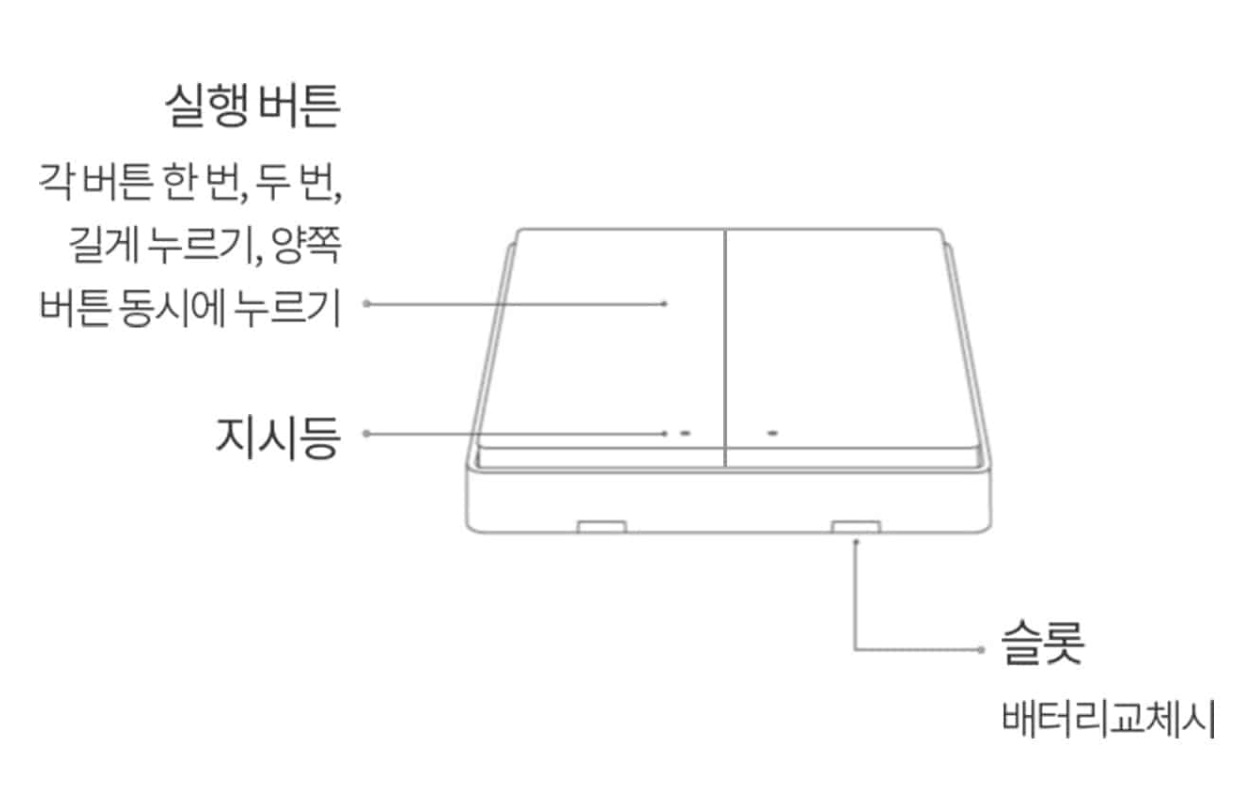 실행 버튼
각 버튼 한 번, 두 번,
길게 누르기, 양쪽
버튼 동시에 누르기
지시등
슬롯
배터리교체시